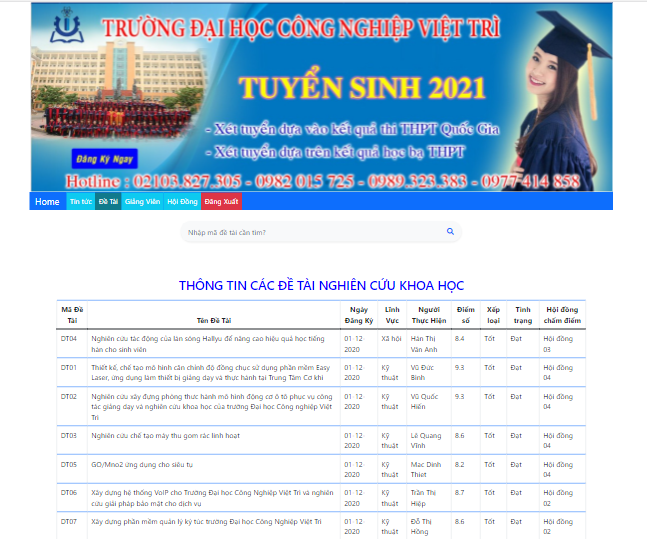 TRƯỜNG ĐẠI HỌC CÔNG NGHIỆP VIỆT TRÌ
TUYỂN SINH 2021
- Xét tuyển dựa vào kết quả thi THPT Quốc Gia
- Xét tuyển dựa trên kết quả học bạ THPT
Đăng Ký Ngay
Hotline : 02103.827.305 - 0982 015 725 - 0989.323.383 - 0977 414 858
Home Tin tức Đề Tài Giảng Viên Hội Đồng Đăng Xuất
Nhập mã đề tài cần tìm?
THÔNG TIN CÁC ĐỀ TÀI NGHIÊN CỨU KHOA HỌC
Mã Đề Tài Tên Đề Tài Ngày Đăng Ký Lĩnh Vực Người Thực Hiện Điểm số Xếp loại Tình trạng Hội đồng chấm điểm
DT04 Nghiên cứu tác động của làn sóng Hallyu để nâng cao hiệu quả học tiếng hàn cho sinh viên 01-12 2020 Xã hội Hán Thị Vân Anh 8.4 Tốt Đạt Hội đồng 03
DT01 Thiết kế, chế tạo mô hình cân chỉnh đồng chục sử dụng phần mềm Easy Laser, ứng dụng làm thiết bị giảng dạy và thực hành tại Trung Tâm Cơ khí 01-12 2020 Kỹ thuật Vũ Đức Bình 9.3 Tốt Đạt Hội đồng 04
DT02 Nghiên cứu xây dựng phòng thực hành mô hình động cơ ô tô phục vụ công tác giảng dạy và nghiên cứu khoa học của trường Đại học Công nghiệp Việt Trì 01-12 2020 Kỹ thuật Vũ Quốc Hiến 9.3 Tốt Đạt Hội đồng 04
DT03 Nghiên cứu chế tạo máy thu gom rác linh hoạt 01-12 2020 Kỹ thuật Lê Quang Vĩnh 8.6 Tốt Đạt Hội đồng 04
DT05 GO/Mno2 ứng dụng cho siêu tụ 01-12 2020 Kỹ thuật Mac Dinh Thiet 8.2 Tốt Đạt Hội đồng 04
DT06 Xây dựng hệ thống VoIP cho Trường Đại học Công Nghiệp Việt Trì và nghiên cứu giải pháp bảo mật cho dịch vụ 01-12 2020 Kỹ thuật Trần Thị Hiệp 8.7 Tốt Đạt Hội đồng 02
DT07 Xây dựng phần mềm quản lý ký túc trường Đại học Công Nghiệp Việt Trì 01-12 2020 Kỹ thuật Đỗ Thị Hồng 8.6 Tốt Đạt Hội đồng 02